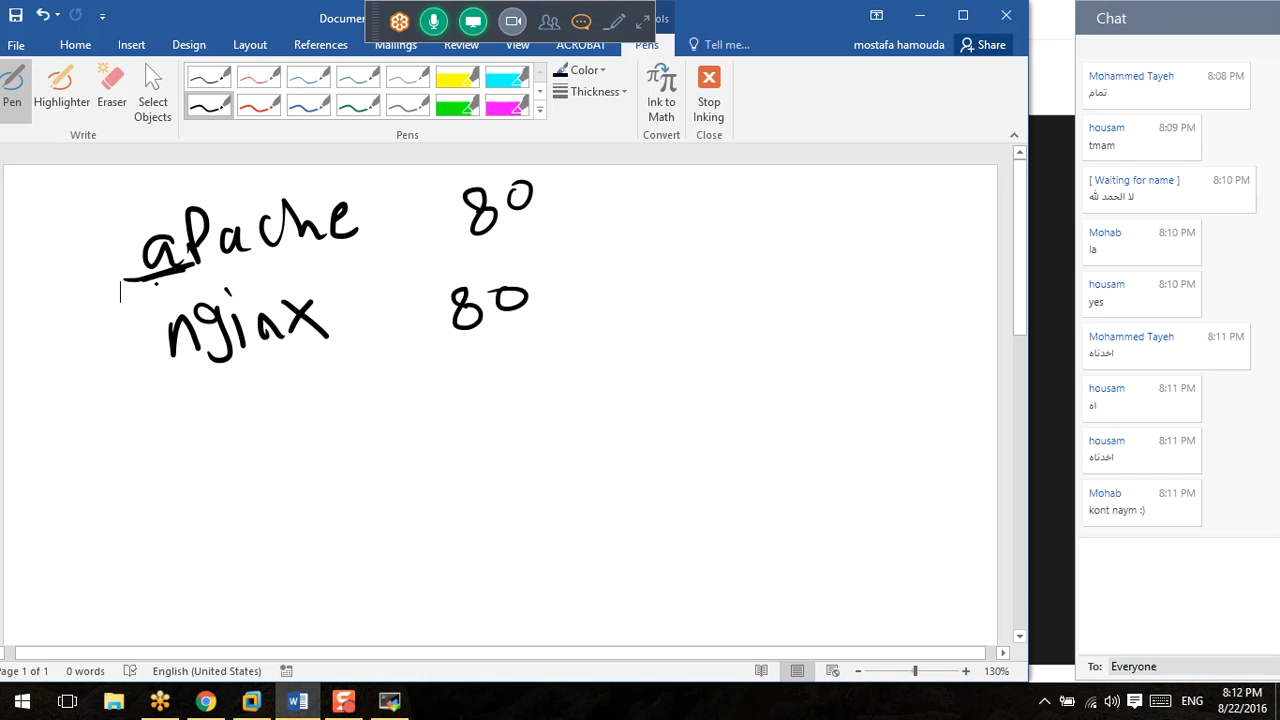 Docum
ols
File
Home
Insert
Design
Layout
References
Mailings
Review
View
ACROBAT
Pens
Tell me...
mostafa hamouda
Share
Pen
Highlighter
Eraser
Select
Objects
Color
Thickness
Ink to
Math
Stop
Inking
Write
Pens
Convert
Close
apache 80
nginx 80
Page 1 of 1
0 words
English (United States)
130%
Chat
Mohammed Tayeh
:08 PM
تمام
housam 8:09 PM
tmam
[ Waiting for name ] 8:10 PM
لا الحمد لله
Mohab 8:10 PM
la
housam 8:10 PM
yes
Mohammed Tayeh 8:11 PM
اخدناه
housam 8:11 PM
اه
housam 8:11 PM
اخدناه
Mohab 8:11 PM
kont naym :)
To: Everyone
ENG
8:12 PM
8/22/2016